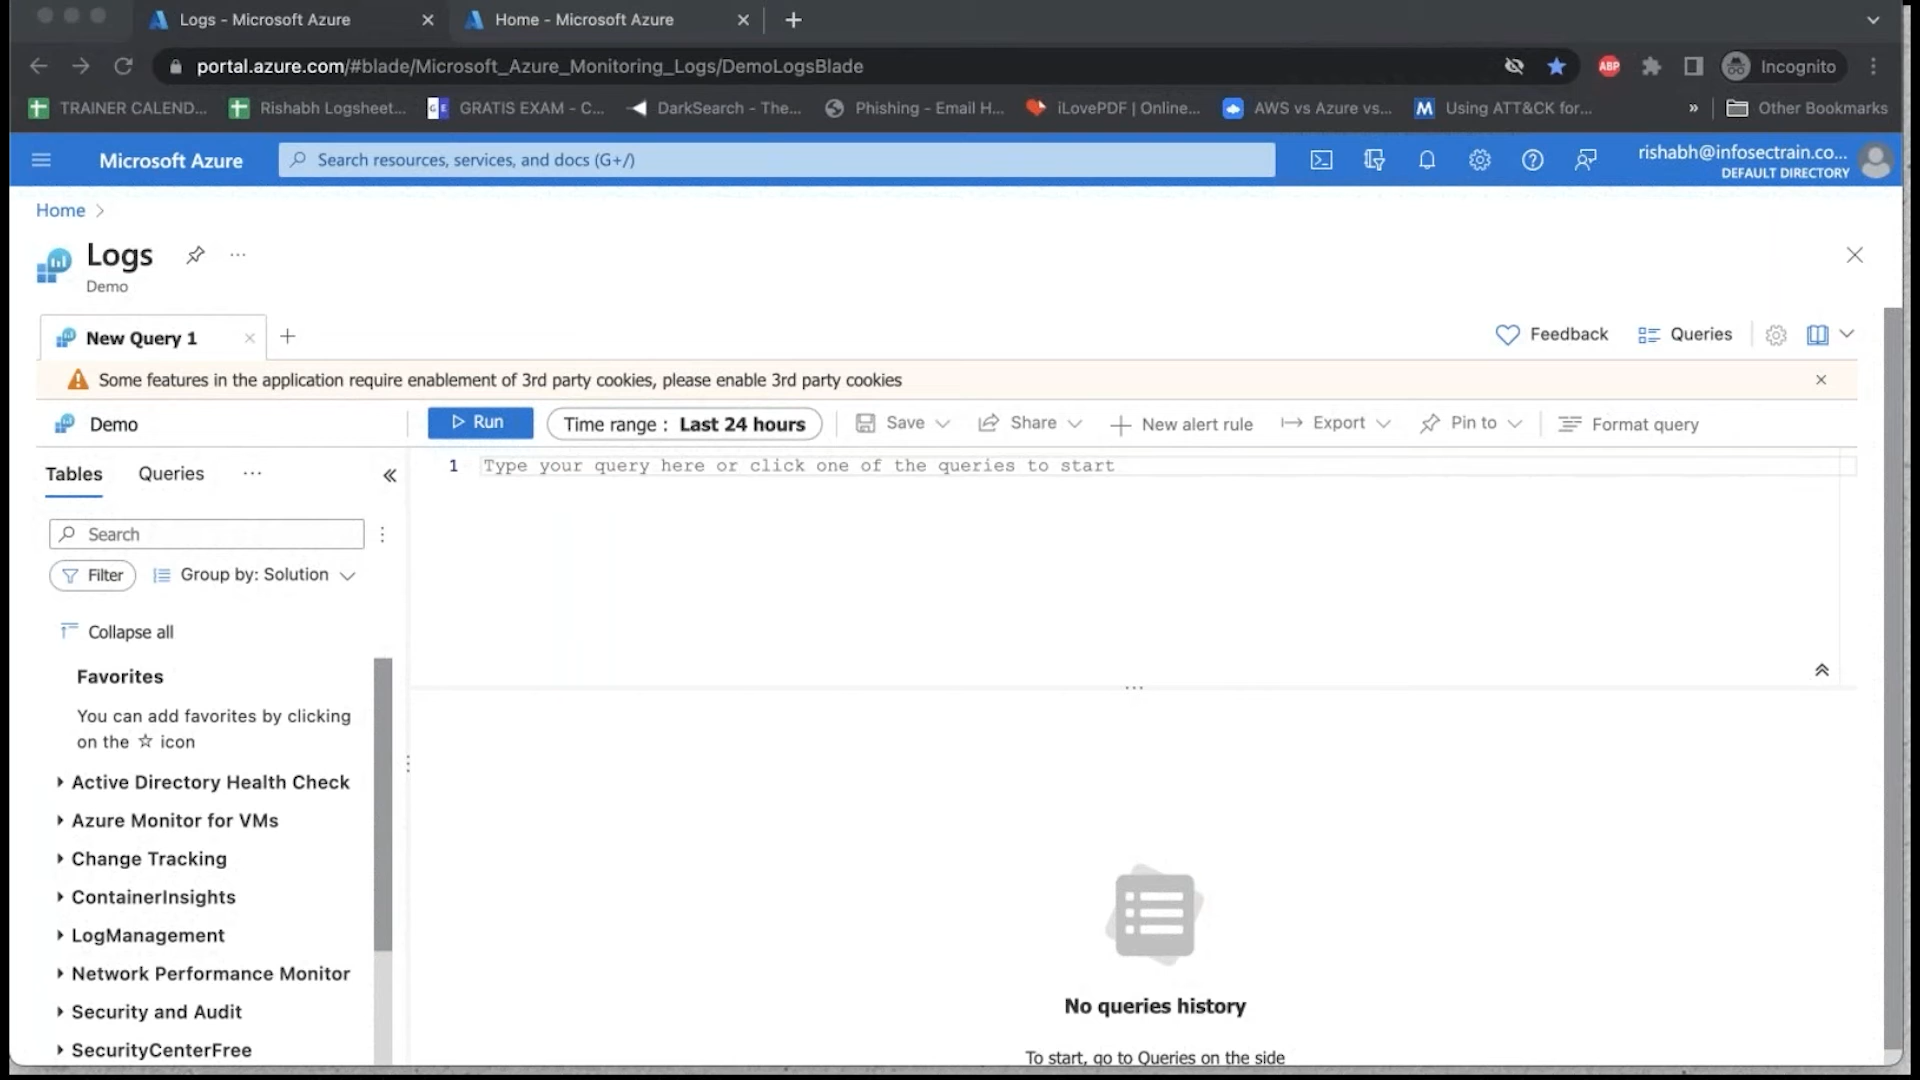 Logs - Microsoft Azure
Home - Microsoft Azure
portal.azure.com/#blade/Microsoft_Azure_Monitoring_Logs/DemoLogsBlade
ABP
Incognito
TRAINER CALEND...
Rishabh Logsheet...
GRATIS EXAM - C...
DarkSearch - The...
Phishing - Email H...
iLovePDF | Online...
AWS vs Azure vs...
M Using ATT&CK for...
» Other Bookmarks
Microsoft Azure
Search resources, services, and docs (G+/)
rishabh@infosectrain.co...
DEFAULT DIRECTORY
Home >
Logs
...
Demo
New Query 1
Feedback
Queries
Some features in the application require enablement of 3rd party cookies, please enable 3rd party cookies
Demo
Run
Time range : Last 24 hours
Save
Share
New alert rule
Export
Pin to
Format query
Tables
Queries
...
«
1 Type your query here or click one of the queries to start
Search
Filter
Group by: Solution
Collapse all
Favorites
You can add favorites by clicking
on the ☆ icon
Active Directory Health Check
Azure Monitor for VMs
Change Tracking
ContainerInsights
LogManagement
Network Performance Monitor
Security and Audit
SecurityCenterFree
No queries history
To start, go to Queries on the side